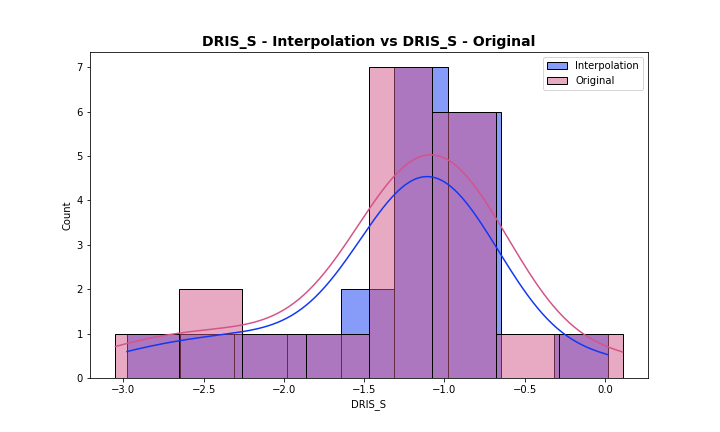 DRIS_S - Interpolation vs DRIS_S - Original
Interpolation
Original
7
6
5
4
3
2
1
0
Count
−3.0 −2.5 −2.0 −1.5 −1.0 −0.5 0.0
DRIS_S